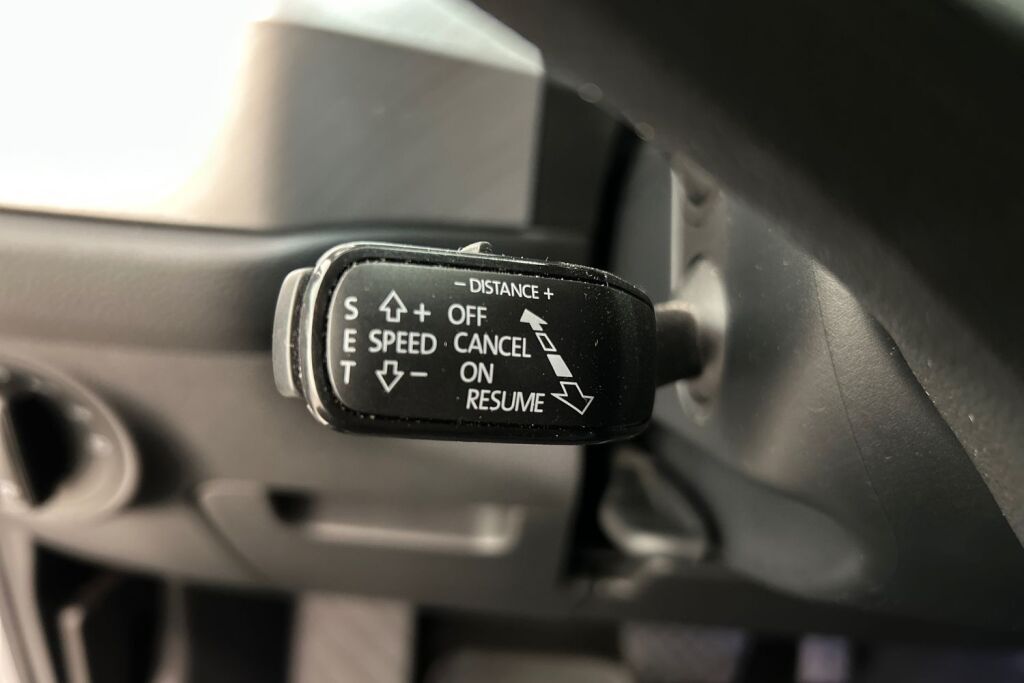 - DISTANCE +
S + OFF
E SPEED CANCEL
T - ON
RESUME